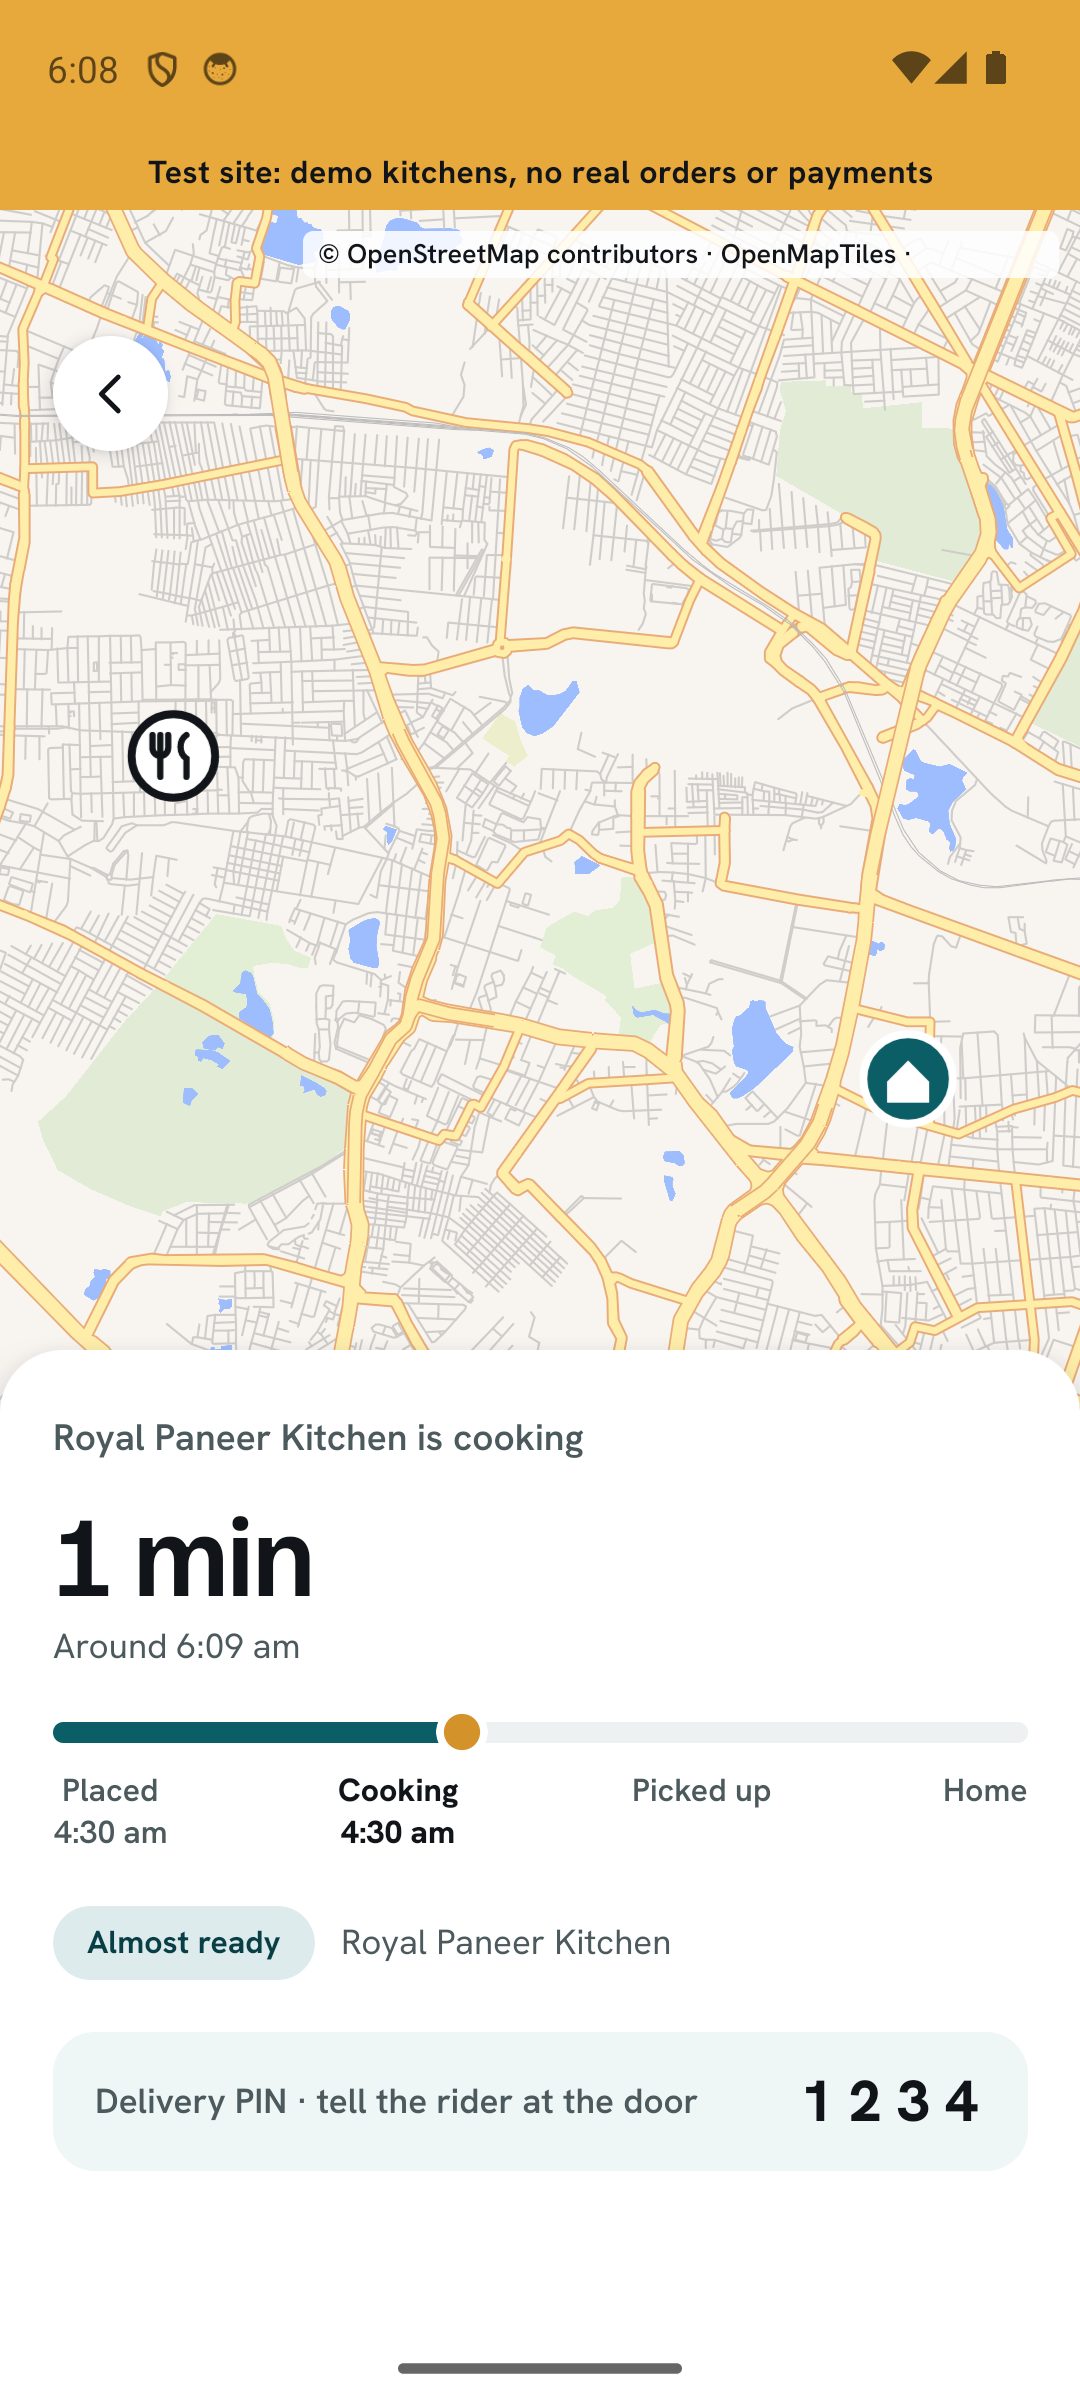 6:08
Test site: demo kitchens, no real orders or payments
© OpenStreetMap contributors · OpenMapTiles ·
Royal Paneer Kitchen is cooking
1 min
Around 6:09 am
Placed Cooking Picked up Home
4:30 am 4:30 am
Almost ready Royal Paneer Kitchen
Delivery PIN · tell the rider at the door 1 2 3 4